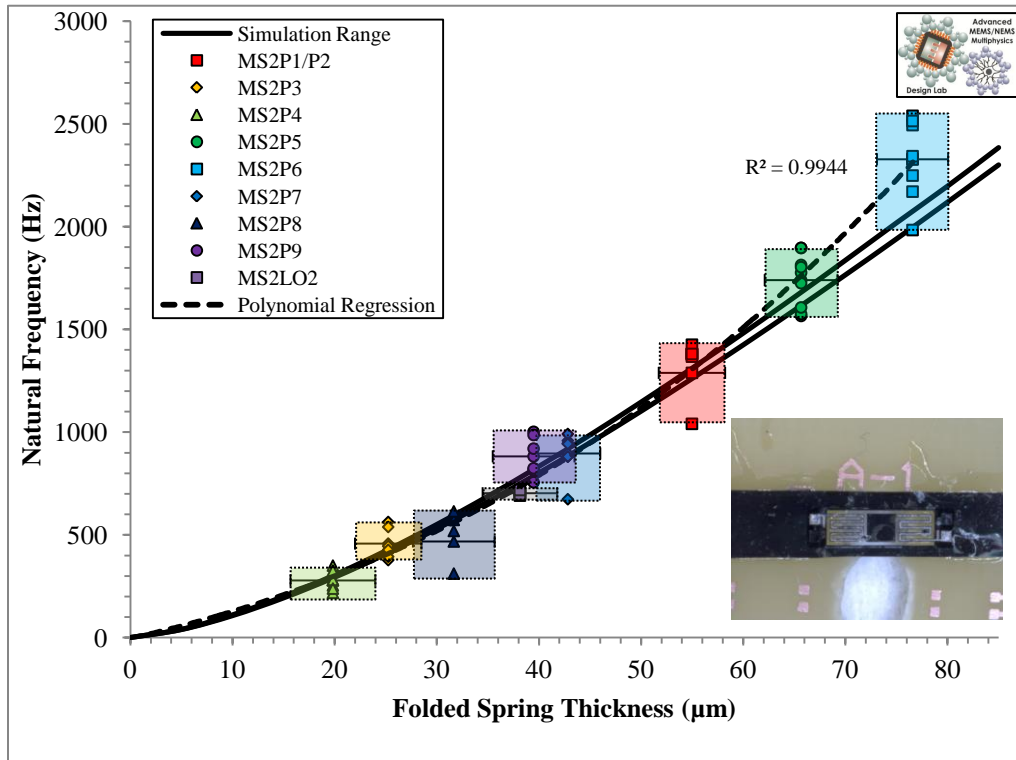 3000
2500
2000
1500
1000
500
0
Natural Frequency (Hz)
Simulation Range
MS2P1/P2
MS2P3
MS2P4
MS2P5
MS2P6
MS2P7
MS2P8
MS2P9
MS2LO2
Polynomial Regression
Advanced
MEMS/NEMS
Multiphysics
Design Lab
R² = 0.9944
A-1
0 10 20 30 40 50 60 70 80
Folded Spring Thickness (µm)